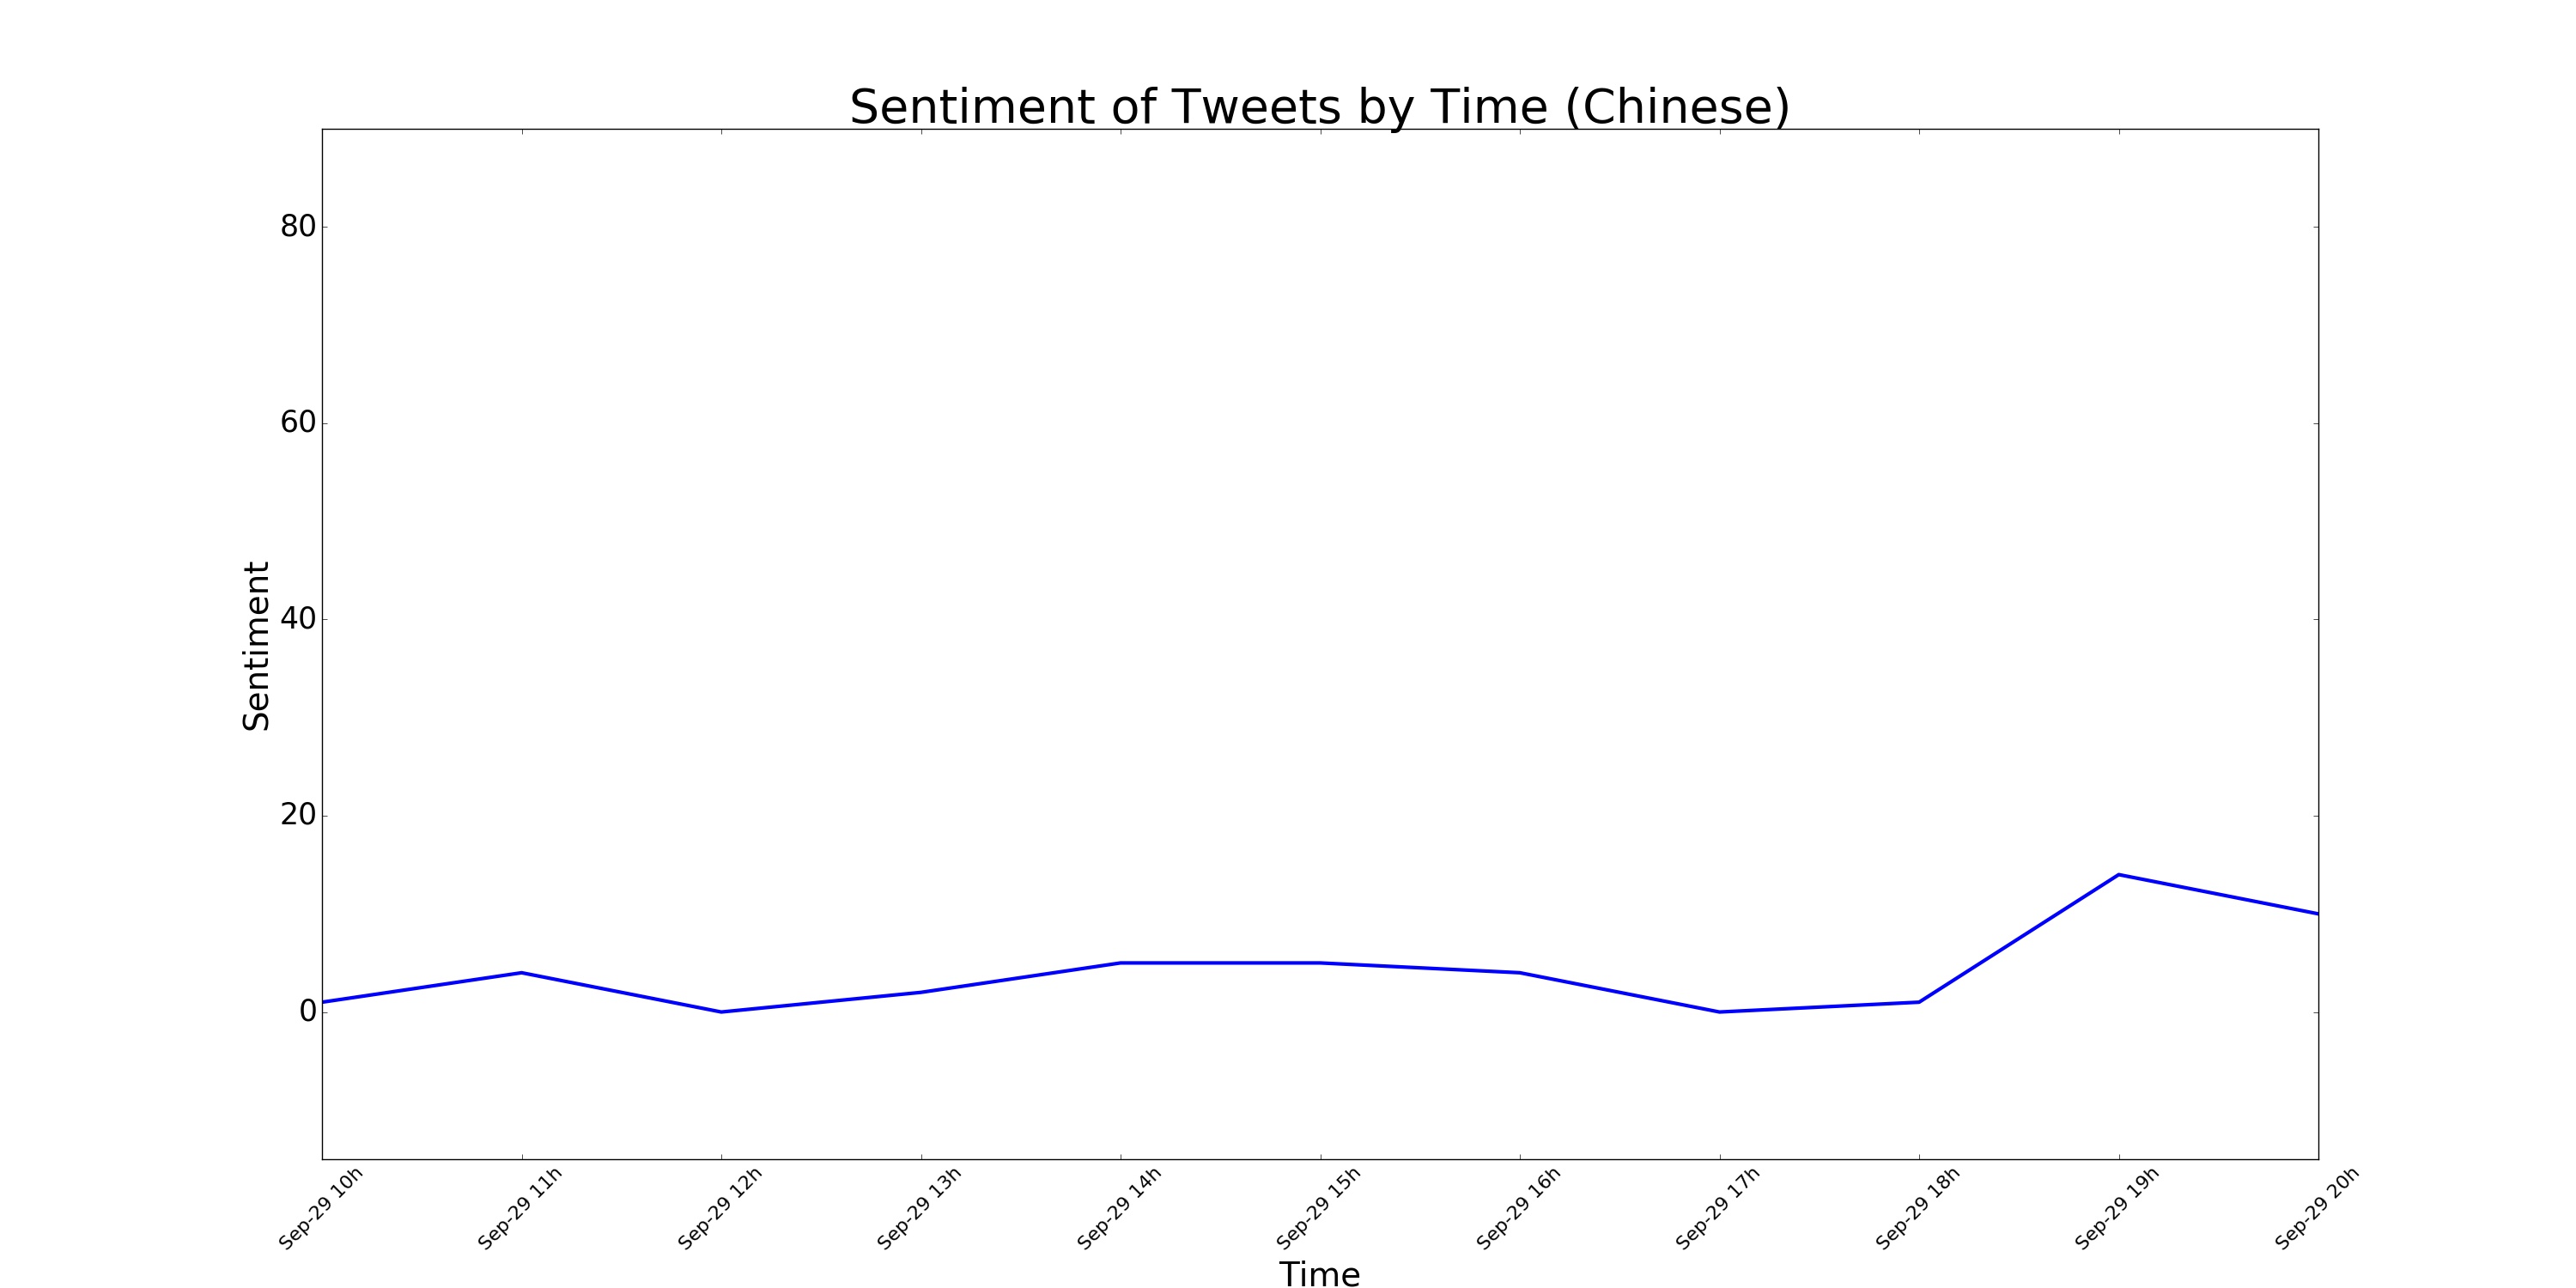 Sentiment of Tweets by Time (Chinese)
80
60
40
20
0
Sentiment
Sep-29 10h
Sep-29 11h
Sep-29 12h
Sep-29 13h
Sep-29 14h
Sep-29 15h
Sep-29 16h
Sep-29 17h
Sep-29 18h
Sep-29 19h
Sep-29 20h
Time